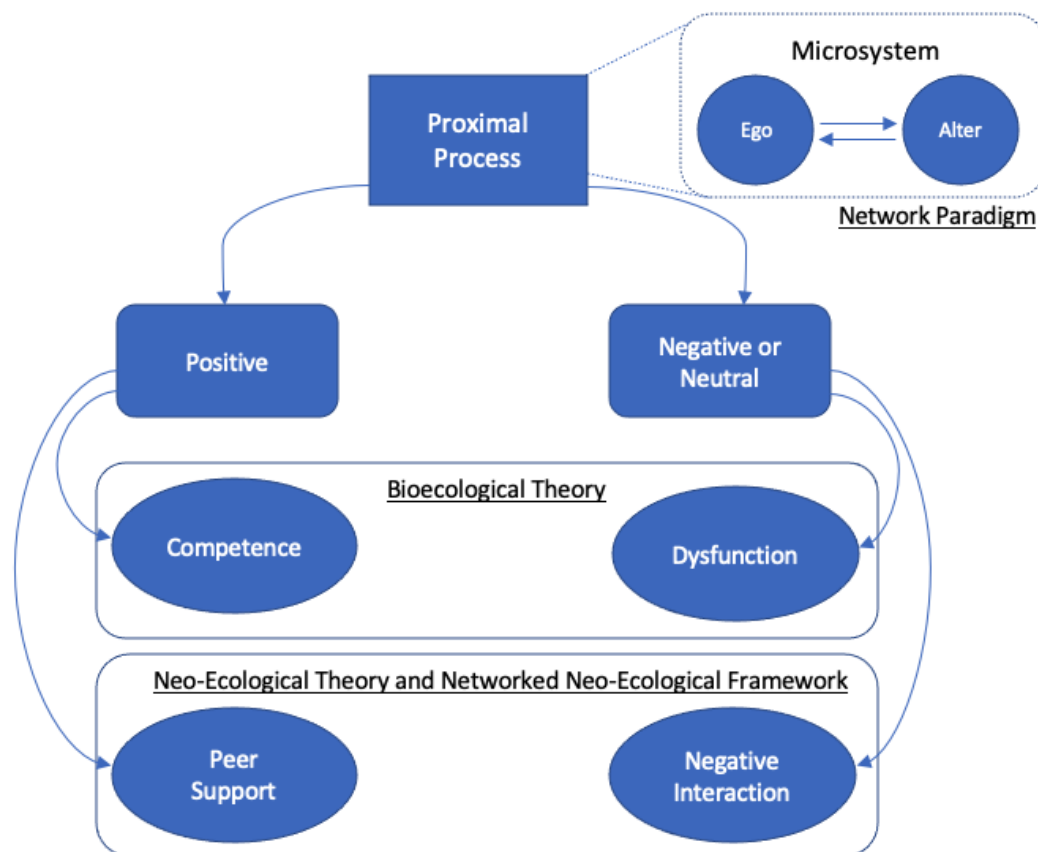 Microsystem
Proximal
Process
Ego
Alter
Network Paradigm
Positive
Negative or
Neutral
Bioecological Theory
Competence
Dysfunction
Neo-Ecological Theory and Networked Neo-Ecological Framework
Peer
Support
Negative
Interaction